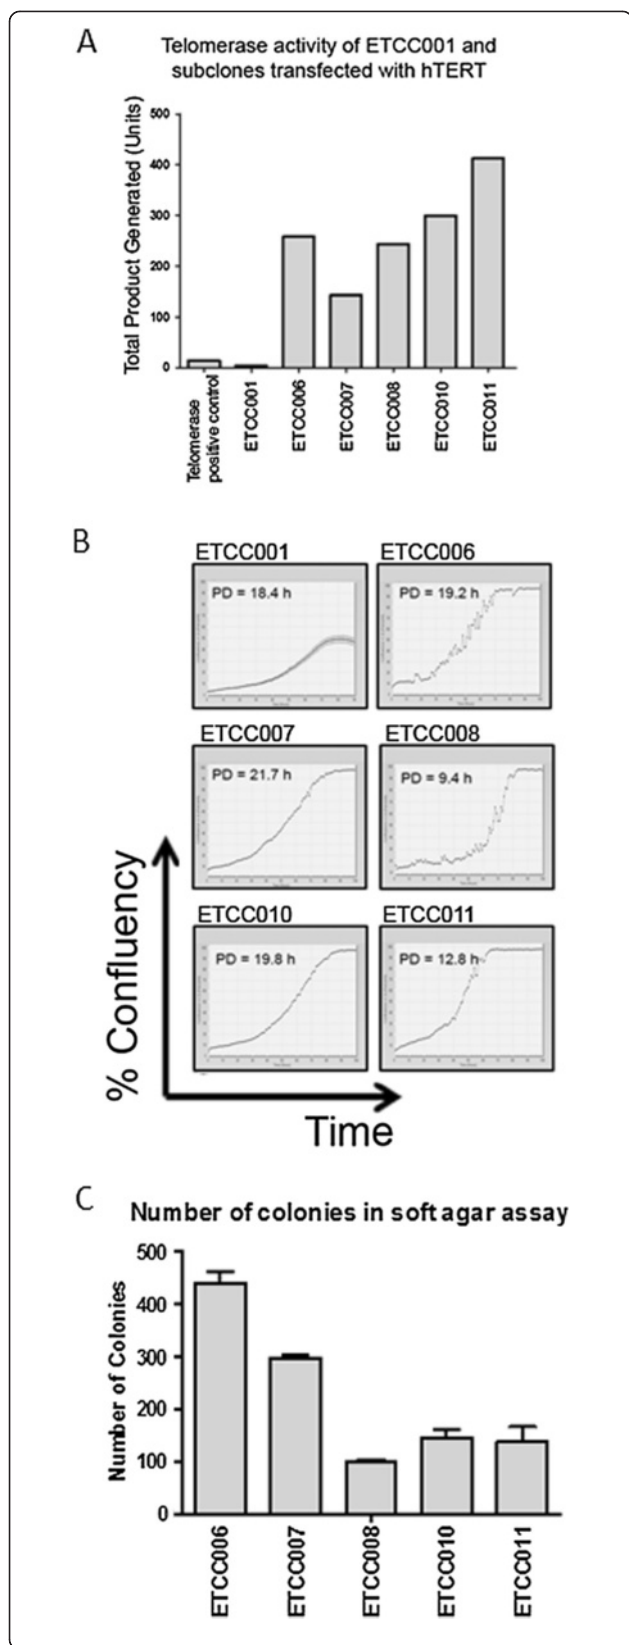 A
Telomerase activity of ETCC001 and
subclones transfected with hTERT
Total Product Generated (Units)
500
400
300
200
100
0
Telomerase
positive control
ETCC001
ETCC006
ETCC007
ETCC008
ETCC010
ETCC011
B
ETCC001
PD = 18.4 h
ETCC006
PD = 19.2 h
ETCC007
PD = 21.7 h
ETCC008
PD = 9.4 h
ETCC010
PD = 19.8 h
ETCC011
PD = 12.8 h
% Confluency
Time
C
Number of colonies in soft agar assay
Number of Colonies
500
400
300
200
100
0
ETCC006
ETCC007
ETCC008
ETCC010
ETCC011